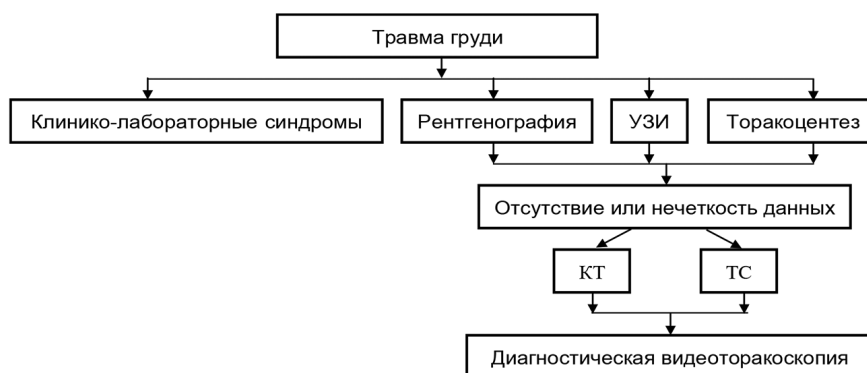 Травма груди
Клинико-лабораторные синдромы
Рентгенография
УЗИ
Торакоцентез
Отсутствие или нечеткость данных
КТ
ТС
Диагностическая видеоторакоскопия